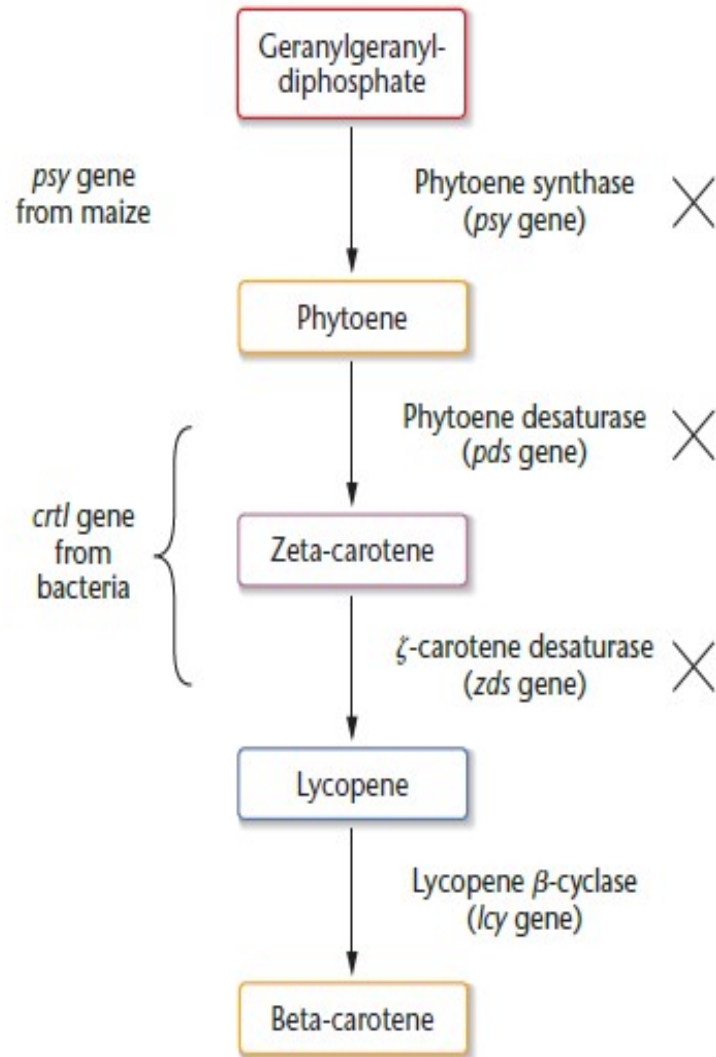 Geranylgeranyl-
diphosphate
psy gene
from maize
Phytoene synthase
(psy gene)
Phytoene
Phytoene desaturase
(pds gene)
crtl gene
from
bacteria
Zeta-carotene
ζ-carotene desaturase
(zds gene)
Lycopene
Lycopene β-cyclase
(lcy gene)
Beta-carotene